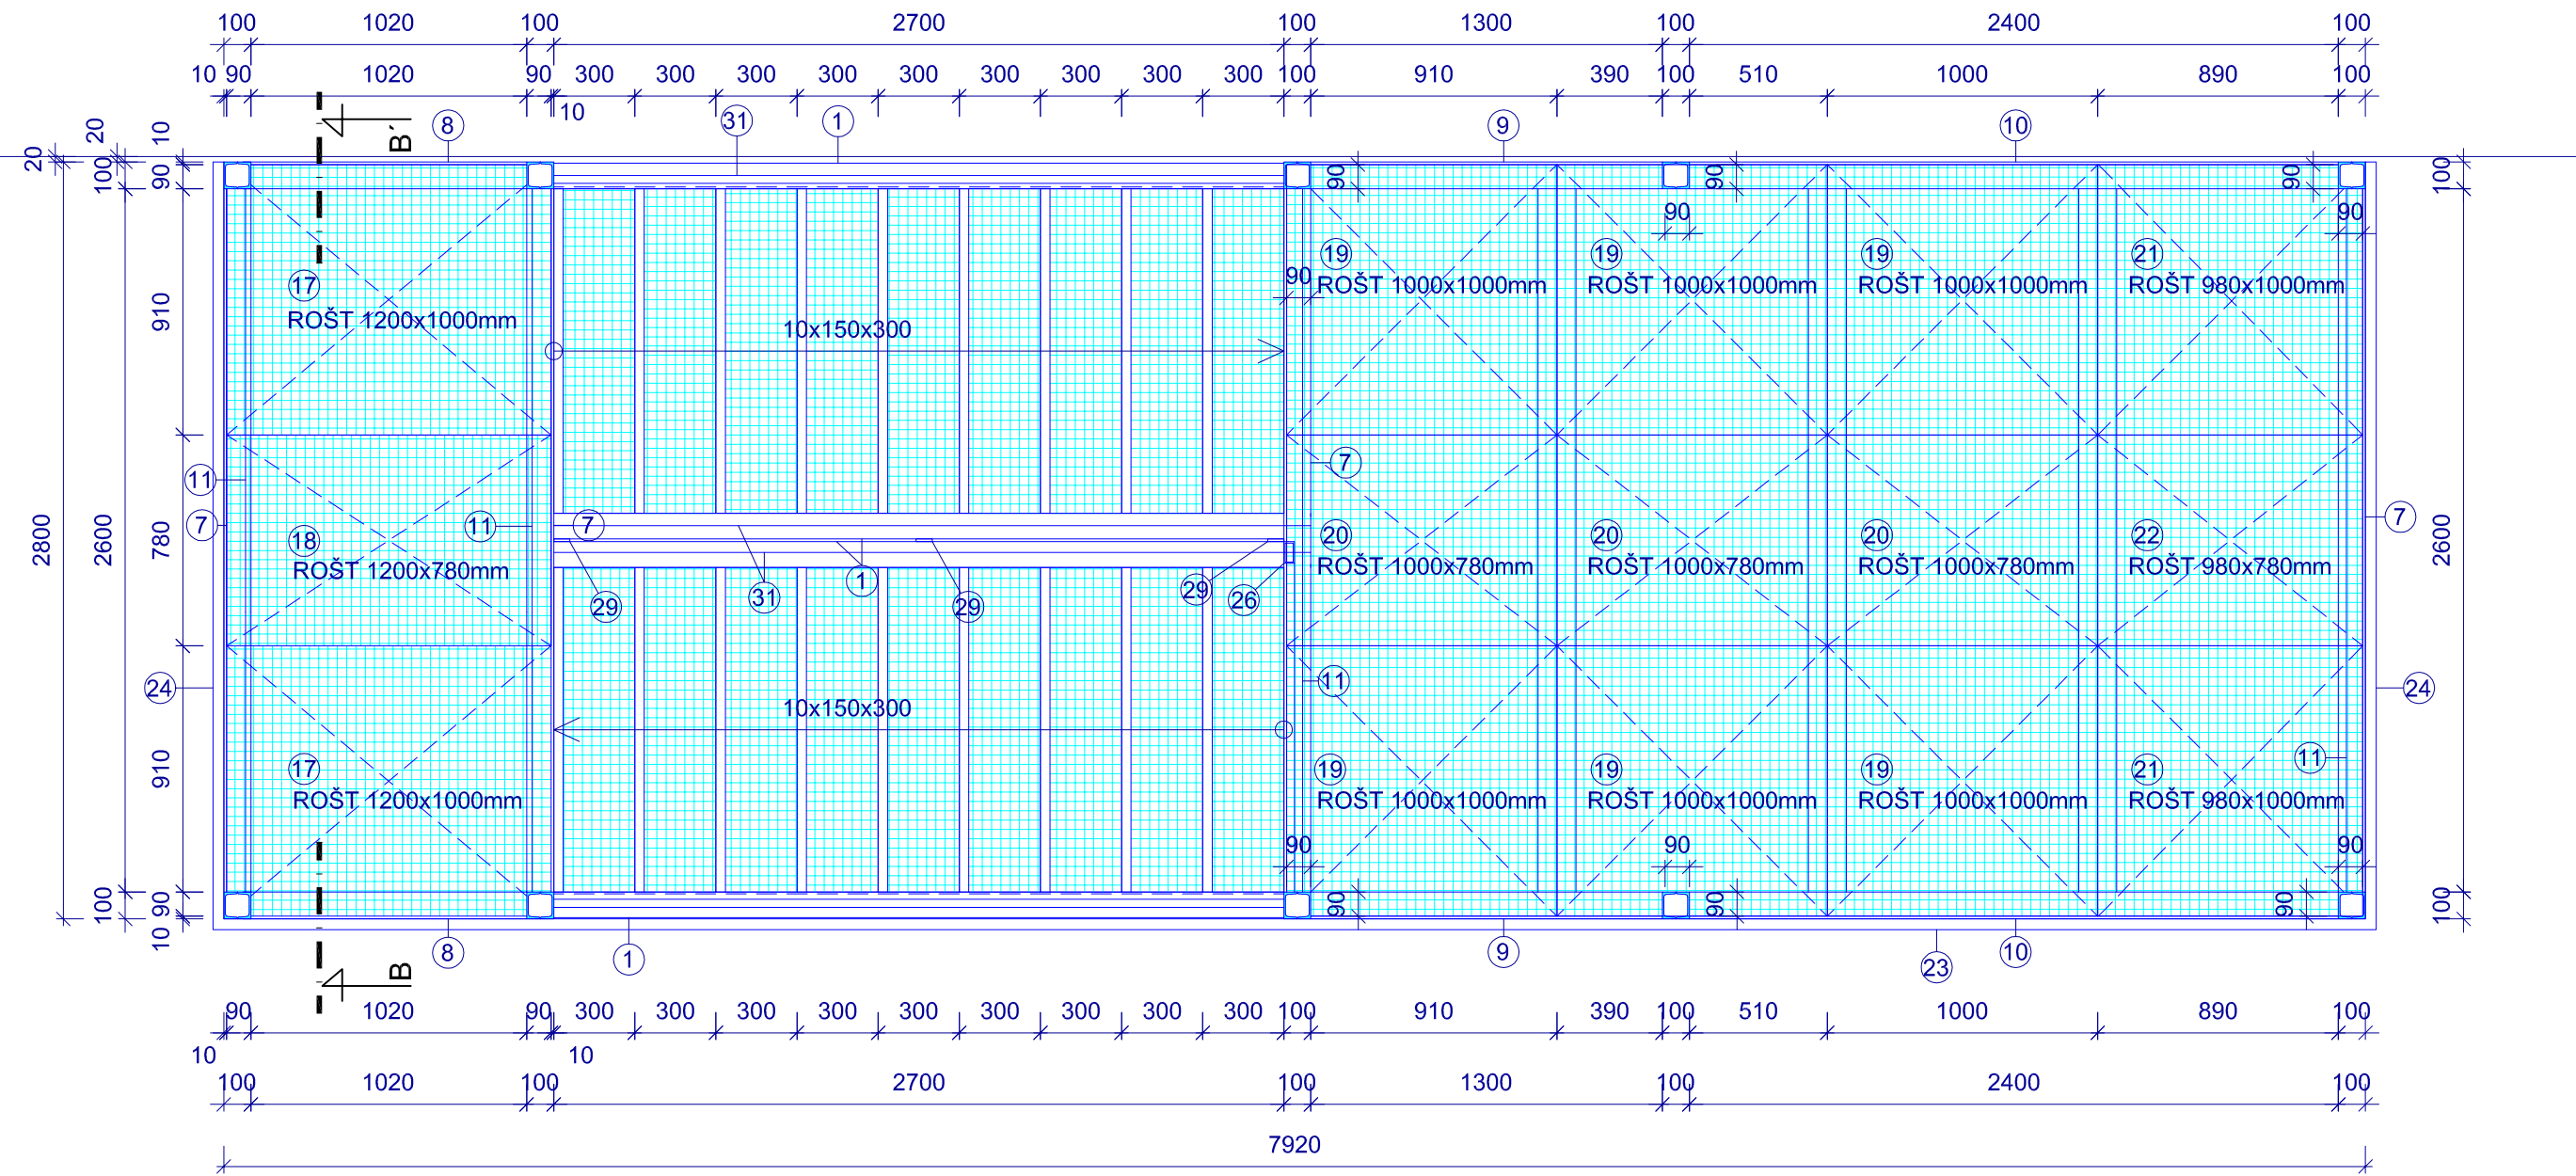 100 1020 100 2700 100 1300 100 2400 100
10 90 1020 90 300 300 300 300 300 300 300 300 300 100 910 390 100 510 1000 890 100
10
20 20 10
8 31 1 9 10
B´
100 90 90 90 90 100
90 90
17 19 19 19 21
90
ROŠT 1200x1000mm ROŠT 1000x1000mm ROŠT 1000x1000mm ROŠT 1000x1000mm ROŠT 980x1000mm
910
10x150x300
7
11
2800 2600 780 7 11 7 7 2600
18 20 20 20 22
ROŠT 1200x780mm ROŠT 1000x780mm ROŠT 1000x780mm ROŠT 1000x780mm ROŠT 980x780mm
29 31 1 29 29 26
24 11 24
10x150x300
910
17 19 19 19 21 11
ROŠT 1200x1000mm ROŠT 1000x1000mm ROŠT 1000x1000mm ROŠT 1000x1000mm ROŠT 980x1000mm
90 90 90
100 90 90 90 90 100
10
8 1 9 23 10
B
90 1020 90 300 300 300 300 300 300 300 300 300 100 910 390 100 510 1000 890 100
10 10
100 1020 100 2700 100 1300 100 2400 100
7920